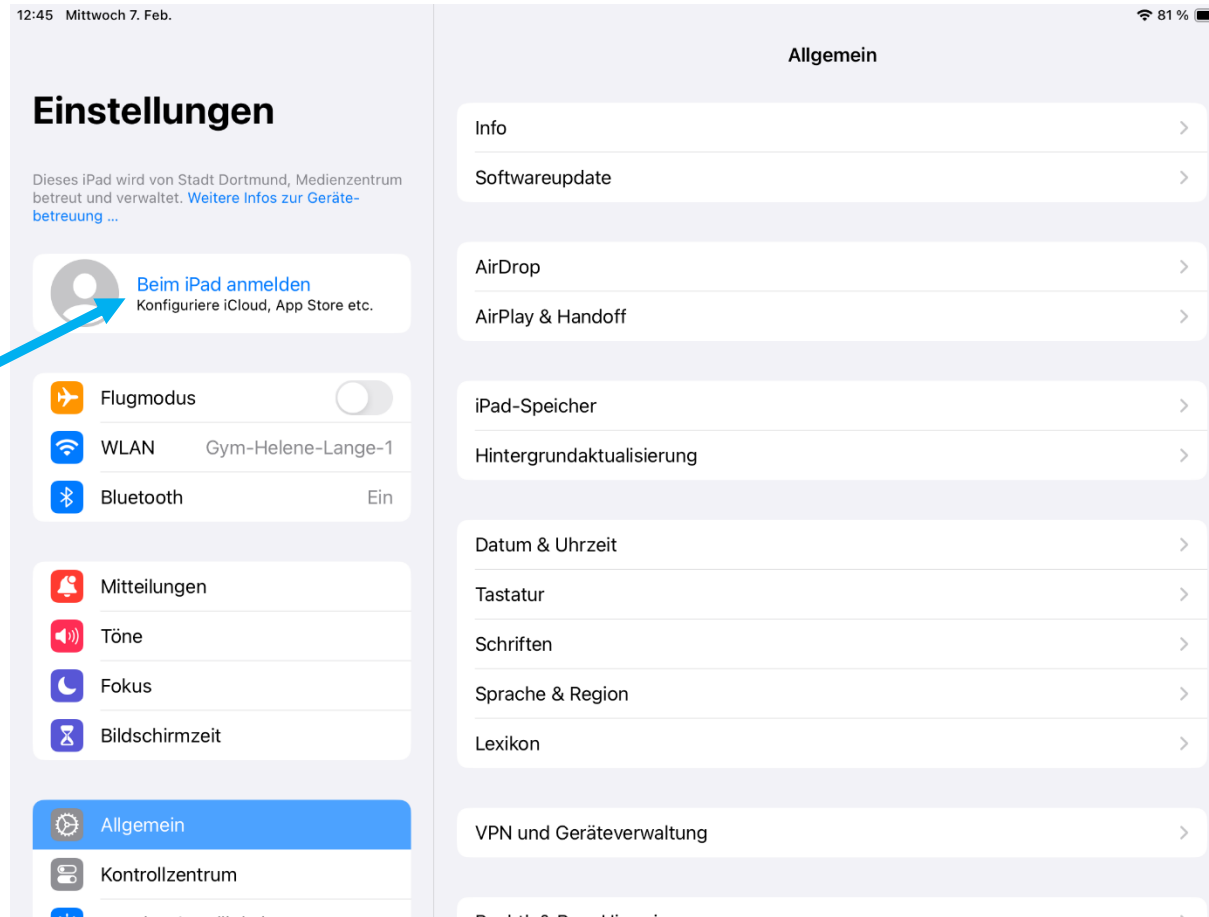 12:45 Mittwoch 7. Feb.
81 %
Einstellungen
Dieses iPad wird von Stadt Dortmund, Medienzentrum
betreut und verwaltet. Weitere Infos zur Geräte-
betreuung ...
Beim iPad anmelden
Konfiguriere iCloud, App Store etc.
Flugmodus
WLAN Gym-Helene-Lange-1
Bluetooth Ein
Mitteilungen
Töne
Fokus
Bildschirmzeit
Allgemein
Kontrollzentrum
Allgemein
Info
Softwareupdate
AirDrop
AirPlay & Handoff
iPad-Speicher
Hintergrundaktualisierung
Datum & Uhrzeit
Tastatur
Schriften
Sprache & Region
Lexikon
VPN und Geräteverwaltung